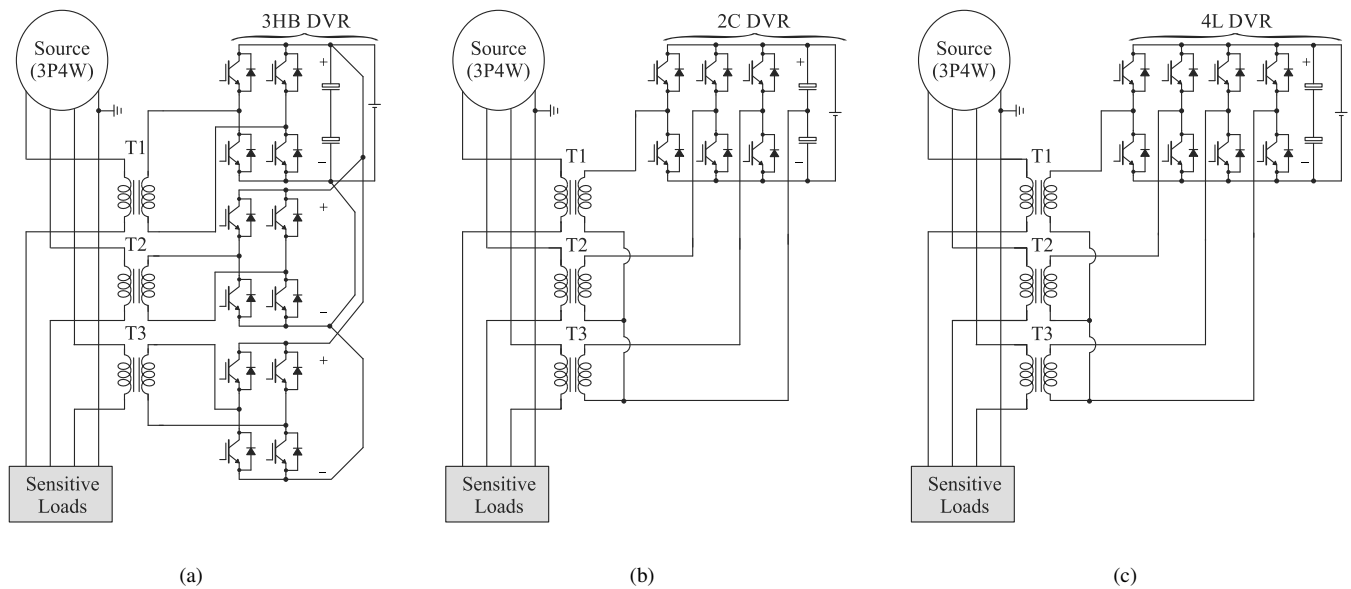 3HB DVR
Source
(3P4W)
+
−
T1
+
T2
−
T3
+
−
Sensitive
Loads
(a)
2C DVR
Source
(3P4W)
+
−
T1
T2
T3
Sensitive
Loads
(b)
4L DVR
Source
(3P4W)
+
−
T1
T2
T3
Sensitive
Loads
(c)